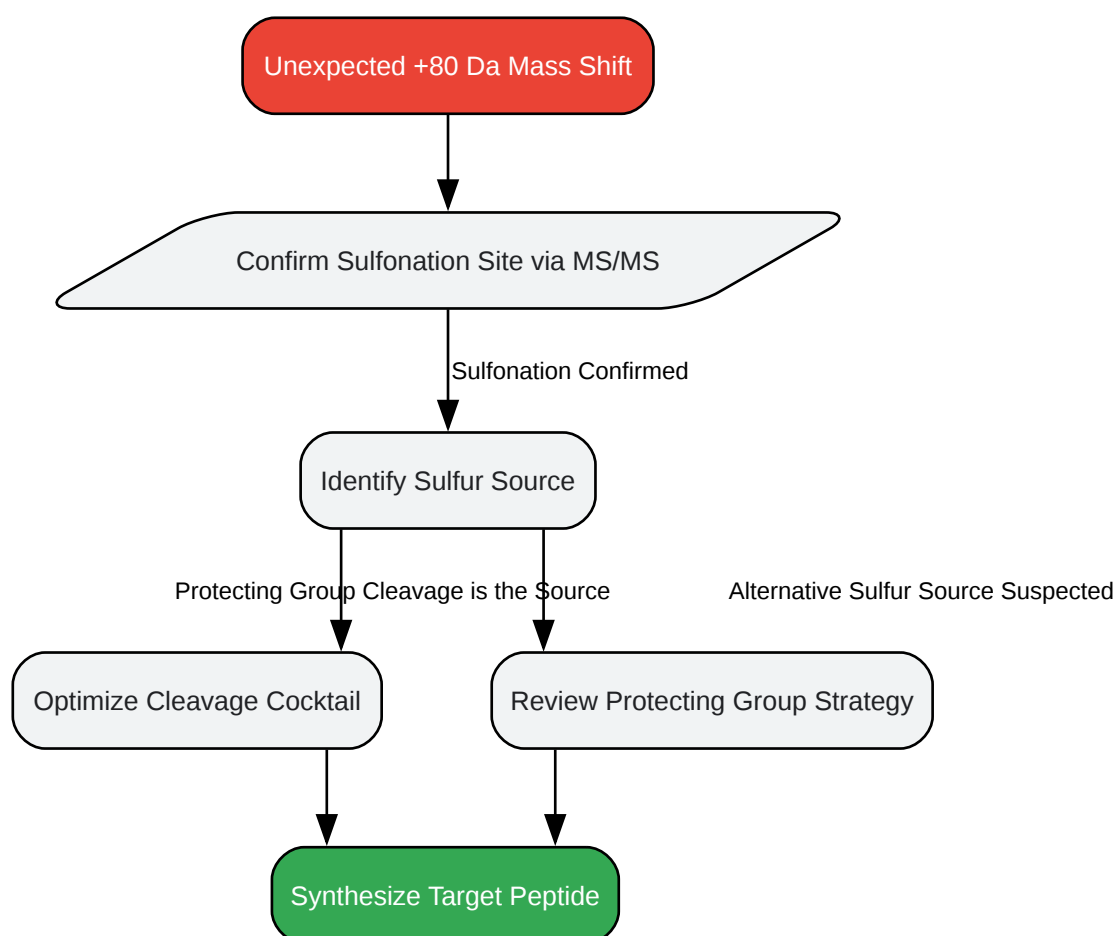 Unexpected +80 Da Mass Shift
Confirm Sulfonation Site via MS/MS
Sulfonation Confirmed
Identify Sulfur Source
Protecting Group Cleavage is the Source
Alternative Sulfur Source Suspected
Optimize Cleavage Cocktail
Review Protecting Group Strategy
Synthesize Target Peptide